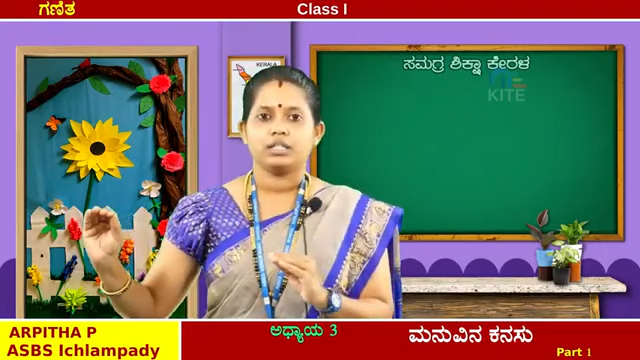 ಗಣಿತ
Class I
KERALA
ಸಮಗ್ರ ಶಿಕ್ಷಾ ಕೇರಳ
KITE
ARPITHA P
ASBS Ichlampady
ಅಧ್ಯಾಯ 3
ಮನುವಿನ ಕನಸು
Part 1